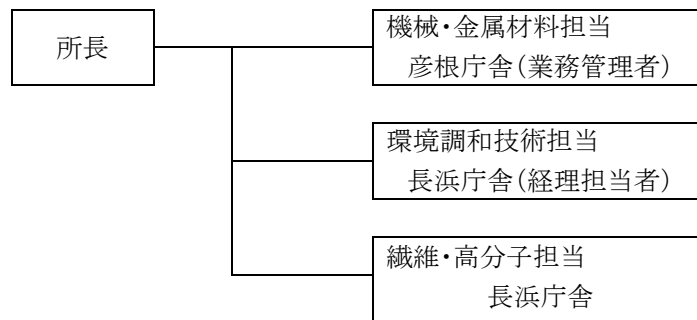 所長
機械・金属材料担当
彦根庁舎(業務管理者)
環境調和技術担当
長浜庁舎(経理担当者)
繊維・高分子担当
長浜庁舎